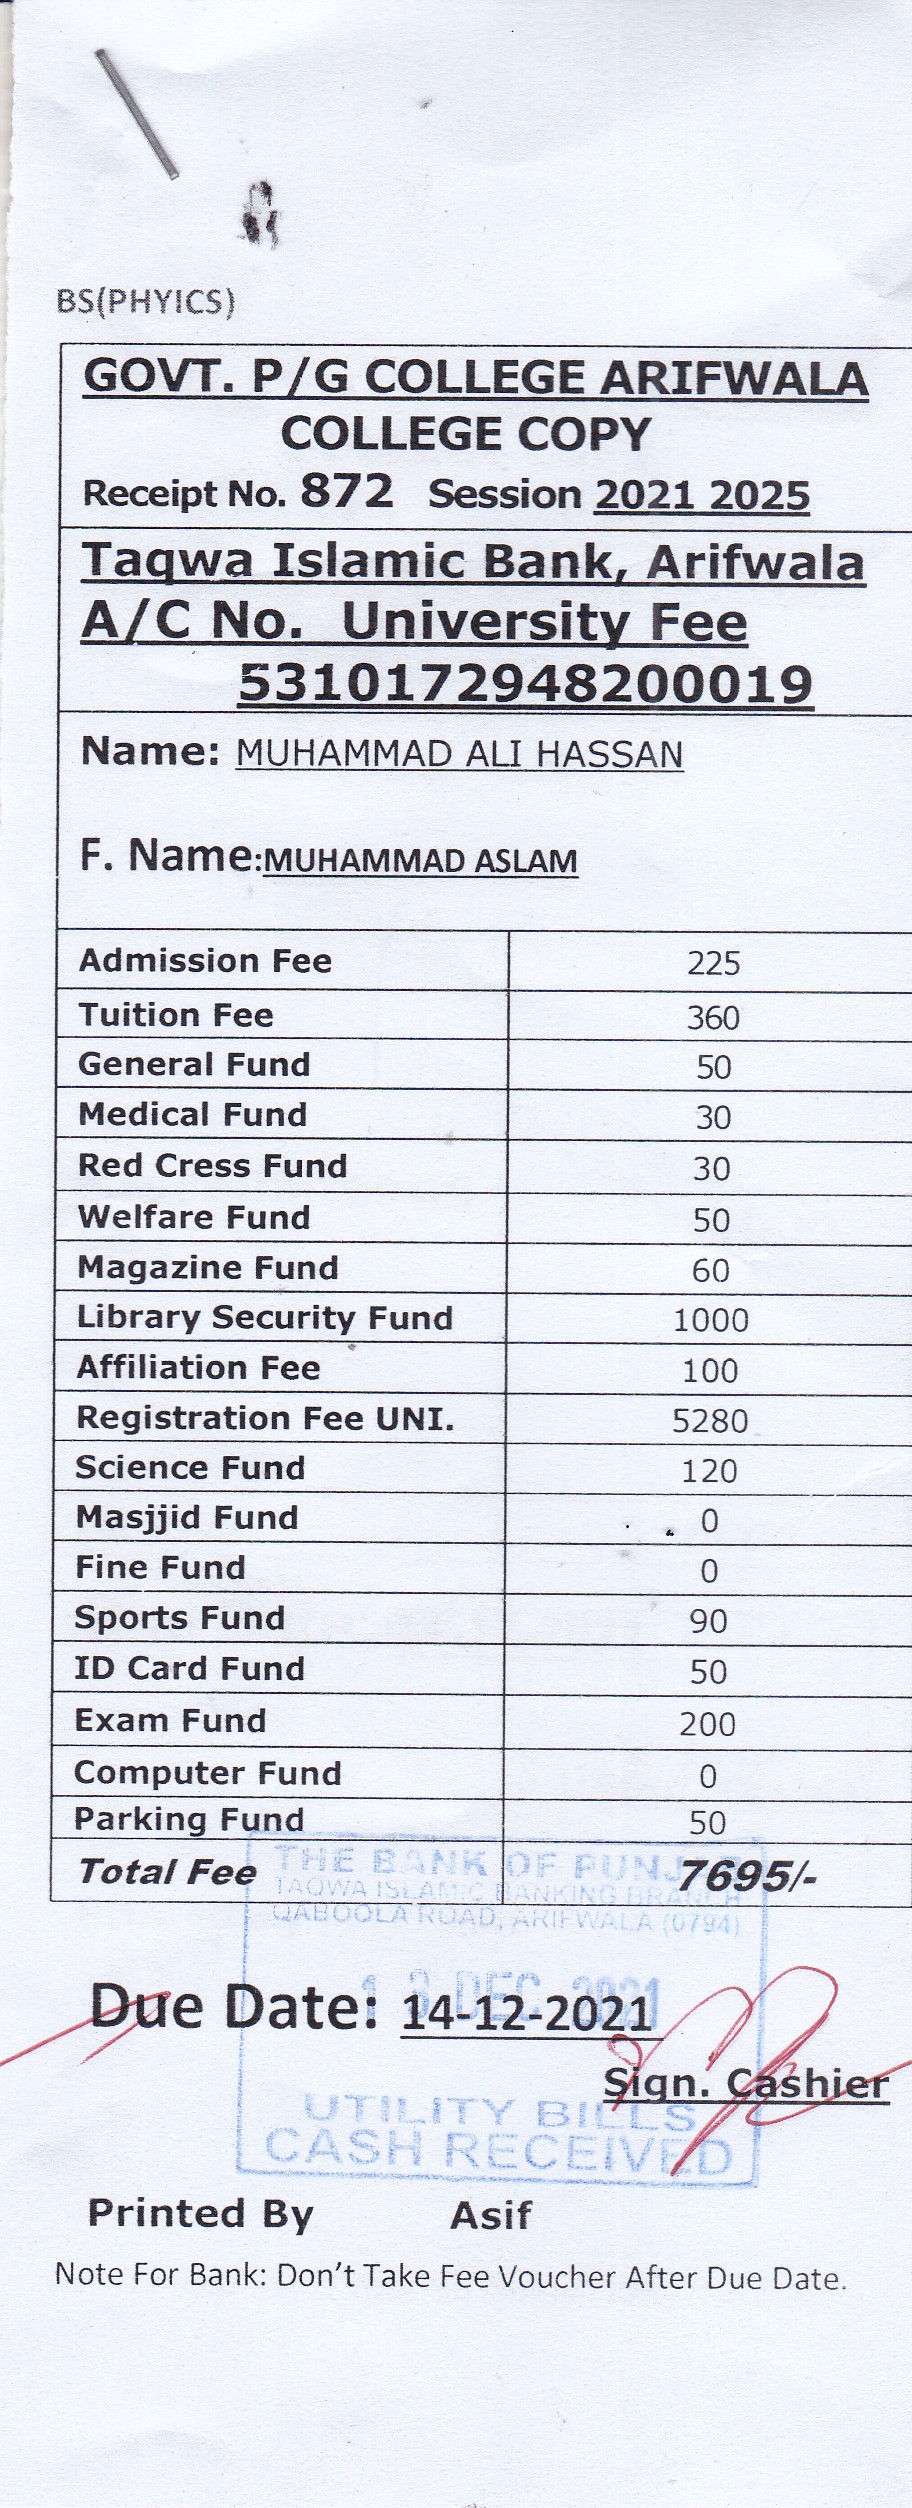 BS(PHYICS)
GOVT. P/G COLLEGE ARIFWALA
COLLEGE COPY
Receipt No. 872 Session 2021 2025
Taqwa Islamic Bank, Arifwala
A/C No. University Fee
5310172948200019
Name: MUHAMMAD ALI HASSAN
F. Name:MUHAMMAD ASLAM
Admission Fee 225
Tuition Fee 360
General Fund 50
Medical Fund 30
Red Cress Fund 30
Welfare Fund 50
Magazine Fund 60
Library Security Fund 1000
Affiliation Fee 100
Registration Fee UNI. 5280
Science Fund 120
Masjjid Fund 0
Fine Fund 0
Sports Fund 90
ID Card Fund 50
Exam Fund 200
Computer Fund 0
Parking Fund 50
Total Fee 7695/-
THE BANK OF PUNJAB
TAQWA ISLAMIC BANKING BRANCH
QABOOLA ROAD, ARIFWALA (0794)
DEC 2021
Due Date: 14-12-2021
Sign. Cashier
UTILITY BILLS
CASH RECEIVED
Printed By Asif
Note For Bank: Don't Take Fee Voucher After Due Date.